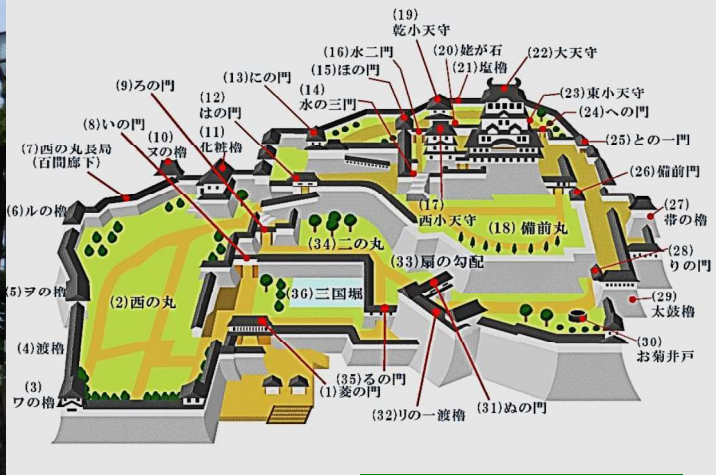 (19)
乾小天守
(20)姥が石
(22)大天守
(16)水二門
(21)塩櫓
(15)ほの門
(23)東小天守
(13)にの門
(14)
水の三門
(24)への門
(9)ろの門
(12)
はの門
(8)いの門
(25)との一門
(10)
ヌの櫓
(11)
化粧櫓
(7)西の丸長局
(百間廊下)
(26)備前門
(17)
西小天守
(27)
帯の櫓
(6)ルの櫓
(18)備前丸
(34)二の丸
(28)
りの門
(33)扇の勾配
(5)ヲの櫓
(2)西の丸
(36)三国堀
(29)
太鼓櫓
(4)渡櫓
(30)
お菊井戸
(3)
ワの櫓
(35)るの門
(1)菱の門
(31)ぬの門
(32)リの一渡櫓